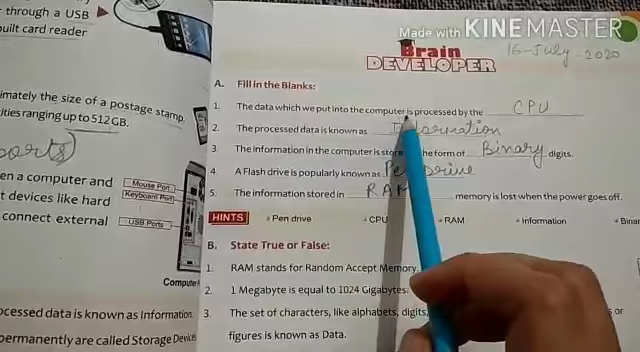 through a USB
built card reader
imately the size of a postage stamp.
ities ranging up to 512 GB.
ports)
en a computer and
t devices like hard
connect external
Mouse Port
Keyboard Port
USB Ports
Computer
ocessed data is known as Information.
permanently are called Storage Devices
Made with KINEMASTER
Brain
DEVELOPER
16-July-2020
A. Fill in the Blanks:
1. The data which we put into the computer is processed by the CPU
2. The processed data is known as Information
3. The information in the computer is store the form of Binary digits.
4. A Flash drive is popularly known as Pen Drive
5. The information stored in RAM memory is lost when the power goes off.
HINTS Pen drive CPU RAM Information Binar
B. State True or False:
1. RAM stands for Random Accept Memory.
2. 1 Megabyte is equal to 1024 Gigabytes.
3. The set of characters, like alphabets, digits, s or
figures is known as Data.